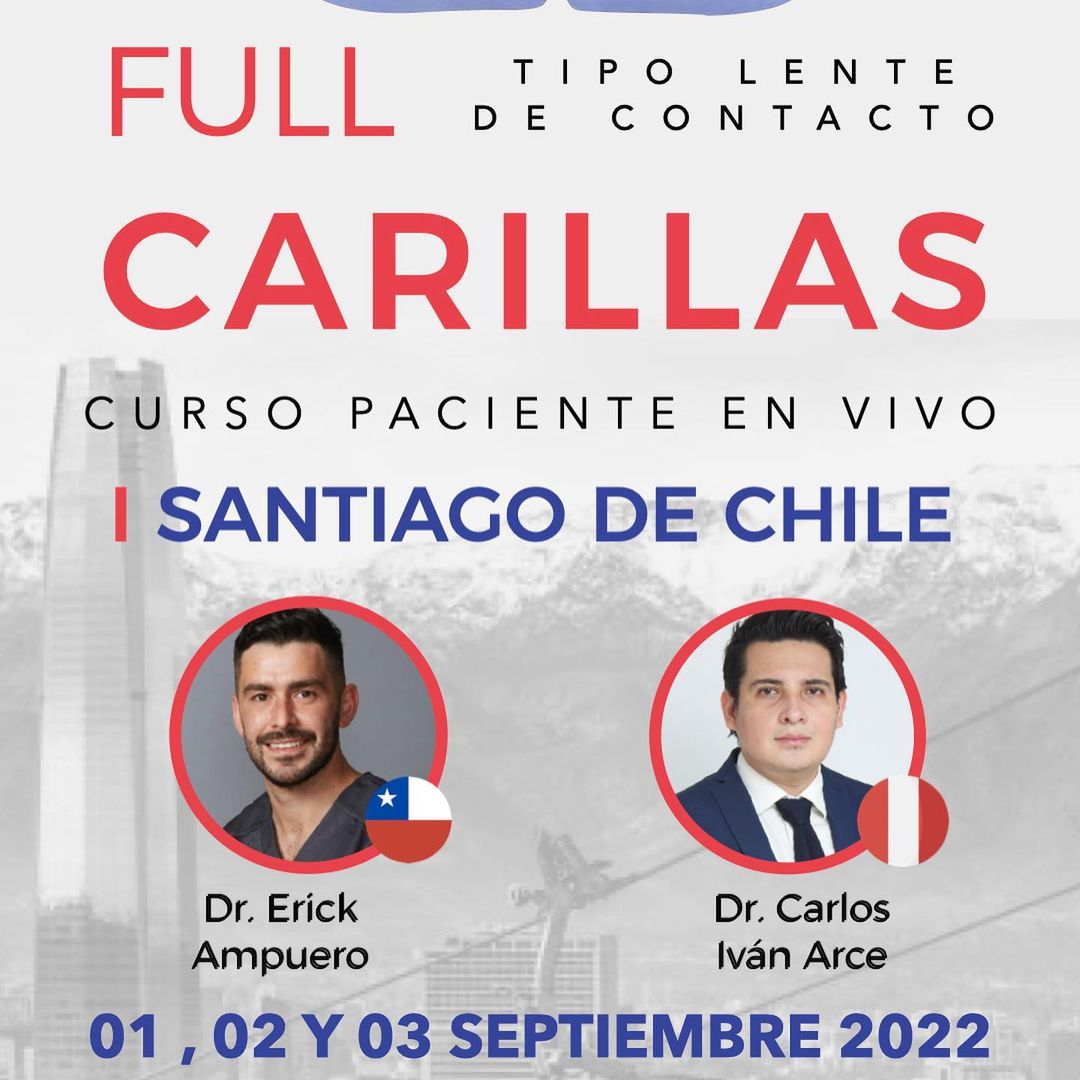 FULL
TIPO LENTE
DE CONTACTO
CARILLAS
CURSO PACIENTE EN VIVO
I SANTIAGO DE CHILE
Dr. Erick
Ampuero
Dr. Carlos
Iván Arce
01 , 02 Y 03 SEPTIEMBRE 2022